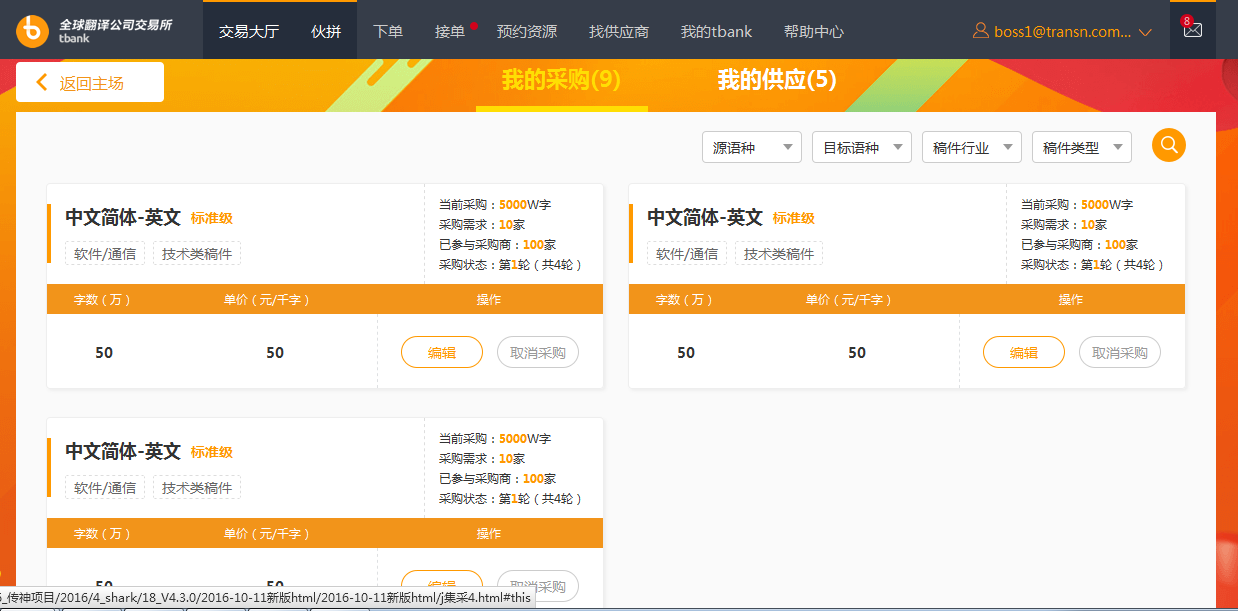 全球翻译公司交易所
tbank
交易大厅 伙拼 下单 接单 预约资源 找供应商 我的tbank 帮助中心 boss1@transn.com... 8
返回主场 我的采购(9) 我的供应(5)
源语种 目标语种 稿件行业 稿件类型
中文简体-英文 标准级
软件/通信 技术类稿件
当前采购：5000W字
采购需求：10家
已参与采购商：100家
采购状态：第1轮（共4轮）
字数（万） 单价（元/千字） 操作
50 50 编辑 取消采购
中文简体-英文 标准级
软件/通信 技术类稿件
当前采购：5000W字
采购需求：10家
已参与采购商：100家
采购状态：第1轮（共4轮）
字数（万） 单价（元/千字） 操作
50 50 编辑 取消采购
中文简体-英文 标准级
软件/通信 技术类稿件
当前采购：5000W字
采购需求：10家
已参与采购商：100家
采购状态：第1轮（共4轮）
字数（万） 单价（元/千字） 操作
50 50 编辑 取消采购
_传神项目/2016/4_shark/18_V4.3.0/2016-10-11新版html/2016-10-11新版html/j集采4.html#this